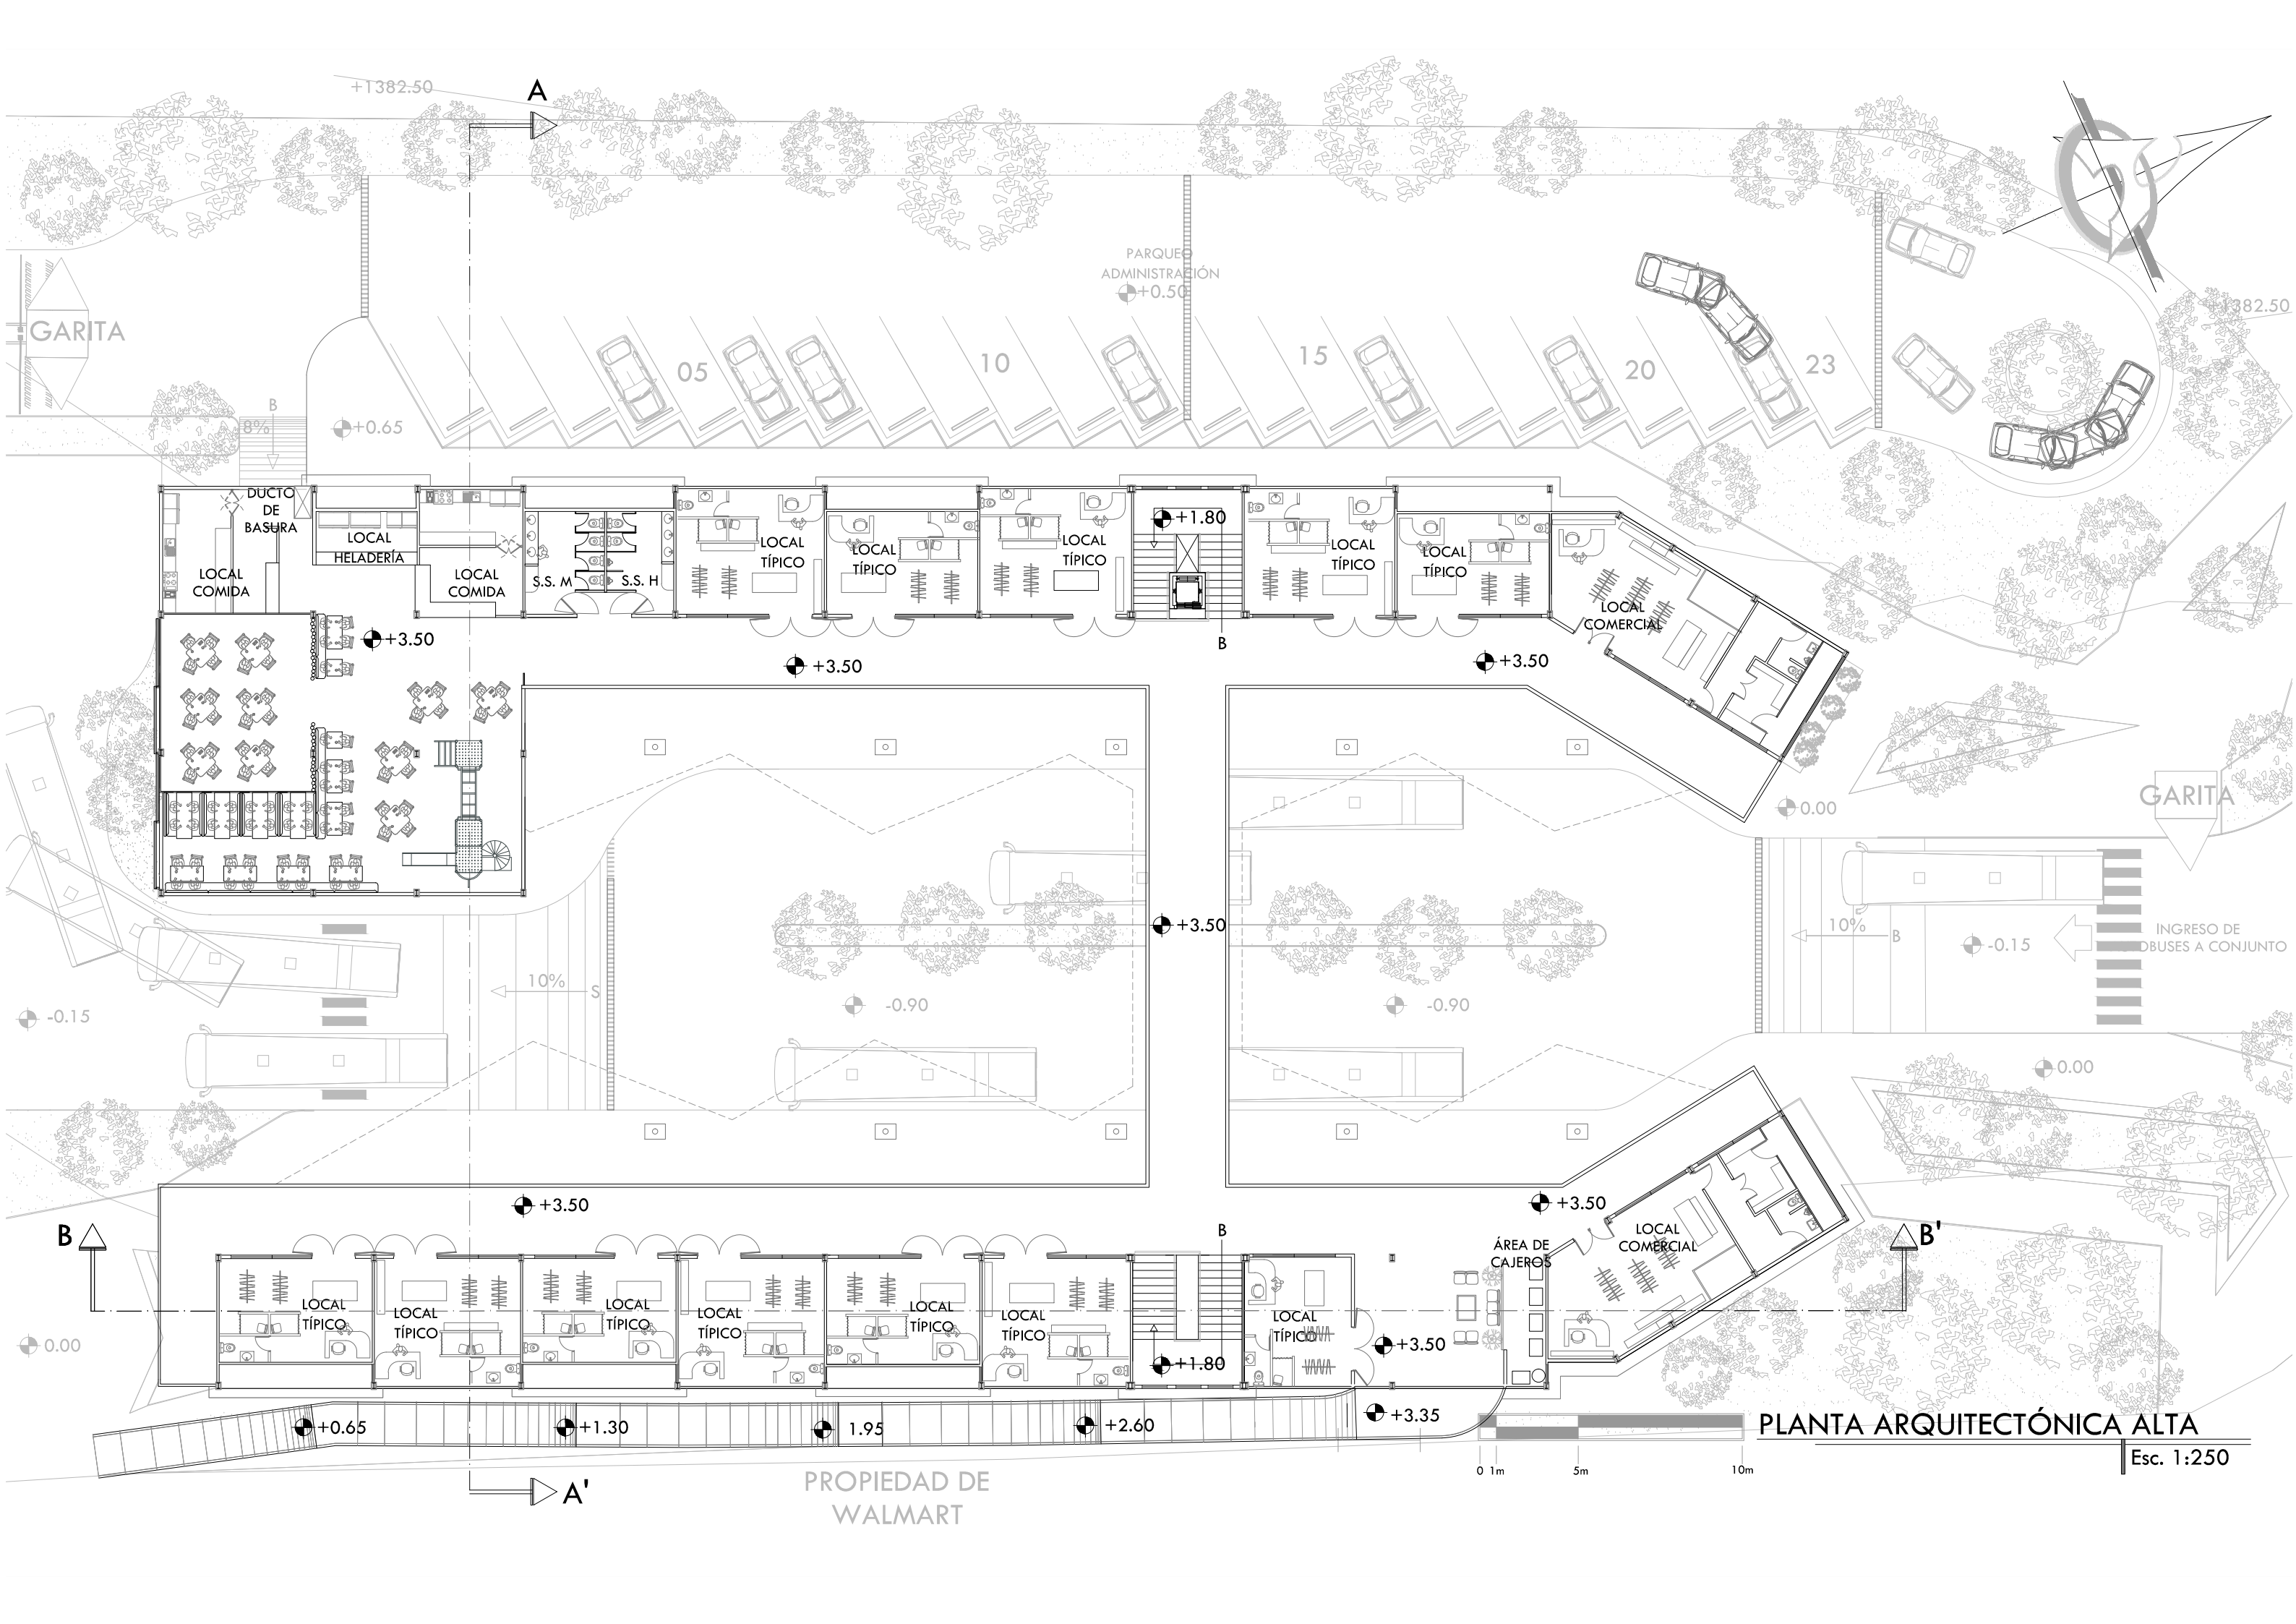 +1382.50
A
PARQUEO
ADMINISTRACIÓN
+0.50
GARITA
05
10
15
20
23
B
8%
+0.65
DUCTO
DE
BASURA
LOCAL
HELADERÍA
LOCAL
COMIDA
LOCAL
COMIDA
S.S. M
S.S. H
LOCAL
TÍPICO
LOCAL
TÍPICO
LOCAL
TÍPICO
+1.80
LOCAL
TÍPICO
LOCAL
TÍPICO
LOCAL
COMERCIAL
B
+3.50
+3.50
+3.50
0.00
GARITA
+3.50
10%
B
-0.15
INGRESO DE
BUSES A CONJUNTO
10%
S
-0.90
-0.90
-0.15
0.00
+3.50
+3.50
B
B
B'
ÁREA DE
CAJEROS
LOCAL
COMERCIAL
LOCAL
TÍPICO
LOCAL
TÍPICO
LOCAL
TÍPICO
LOCAL
TÍPICO
LOCAL
TÍPICO
LOCAL
TÍPICO
LOCAL
TÍPICO
+1.80
+3.50
0.00
+0.65
+1.30
1.95
+2.60
+3.35
0 1m 5m 10m
PLANTA ARQUITECTÓNICA ALTA
Esc. 1:250
PROPIEDAD DE
WALMART
A'